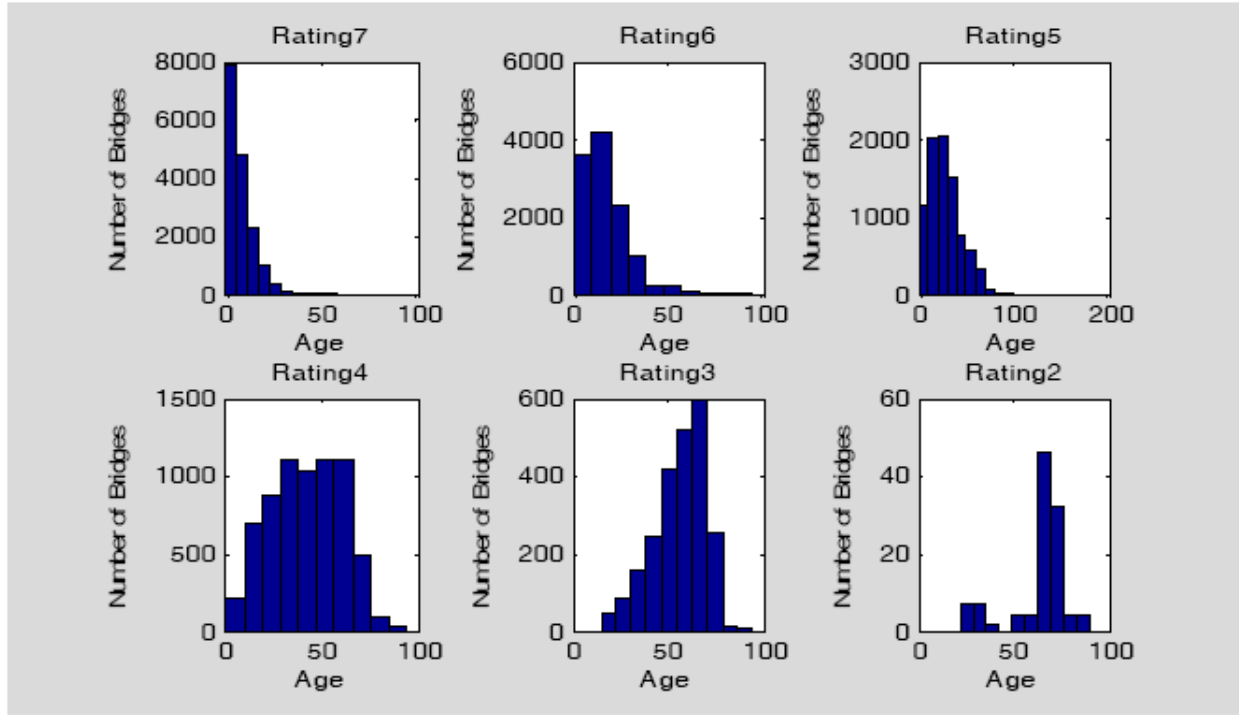 Rating7
8000
6000
4000
2000
0
Number of Bridges
0 50 100
Age
Rating6
6000
4000
2000
0
Number of Bridges
0 50 100
Age
Rating5
3000
2000
1000
0
Number of Bridges
0 100 200
Age
Rating4
1500
1000
500
0
Number of Bridges
0 50 100
Age
Rating3
600
400
200
0
Number of Bridges
0 50 100
Age
Rating2
60
40
20
0
Number of Bridges
0 50 100
Age